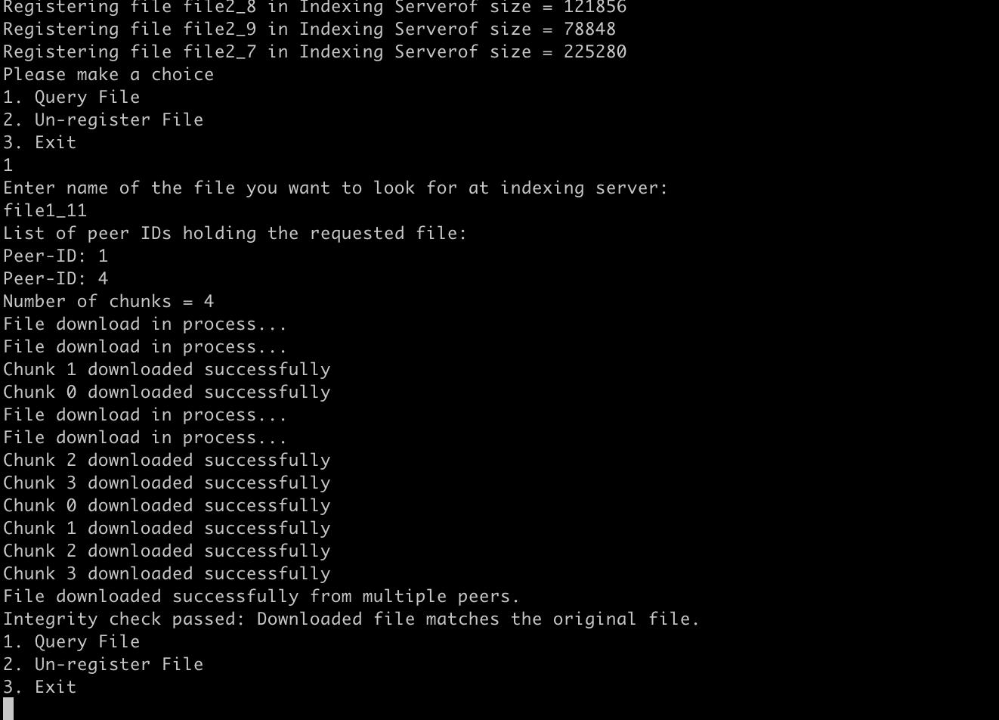 Registering file file2_8 in Indexing Serverof size = 121856
Registering file file2_9 in Indexing Serverof size = 78848
Registering file file2_7 in Indexing Serverof size = 225280
Please make a choice
1. Query File
2. Un-register File
3. Exit
1
Enter name of the file you want to look for at indexing server:
file1_11
List of peer IDs holding the requested file:
Peer-ID: 1
Peer-ID: 4
Number of chunks = 4
File download in process...
File download in process...
Chunk 1 downloaded successfully
Chunk 0 downloaded successfully
File download in process...
File download in process...
Chunk 2 downloaded successfully
Chunk 3 downloaded successfully
Chunk 0 downloaded successfully
Chunk 1 downloaded successfully
Chunk 2 downloaded successfully
Chunk 3 downloaded successfully
File downloaded successfully from multiple peers.
Integrity check passed: Downloaded file matches the original file.
1. Query File
2. Un-register File
3. Exit